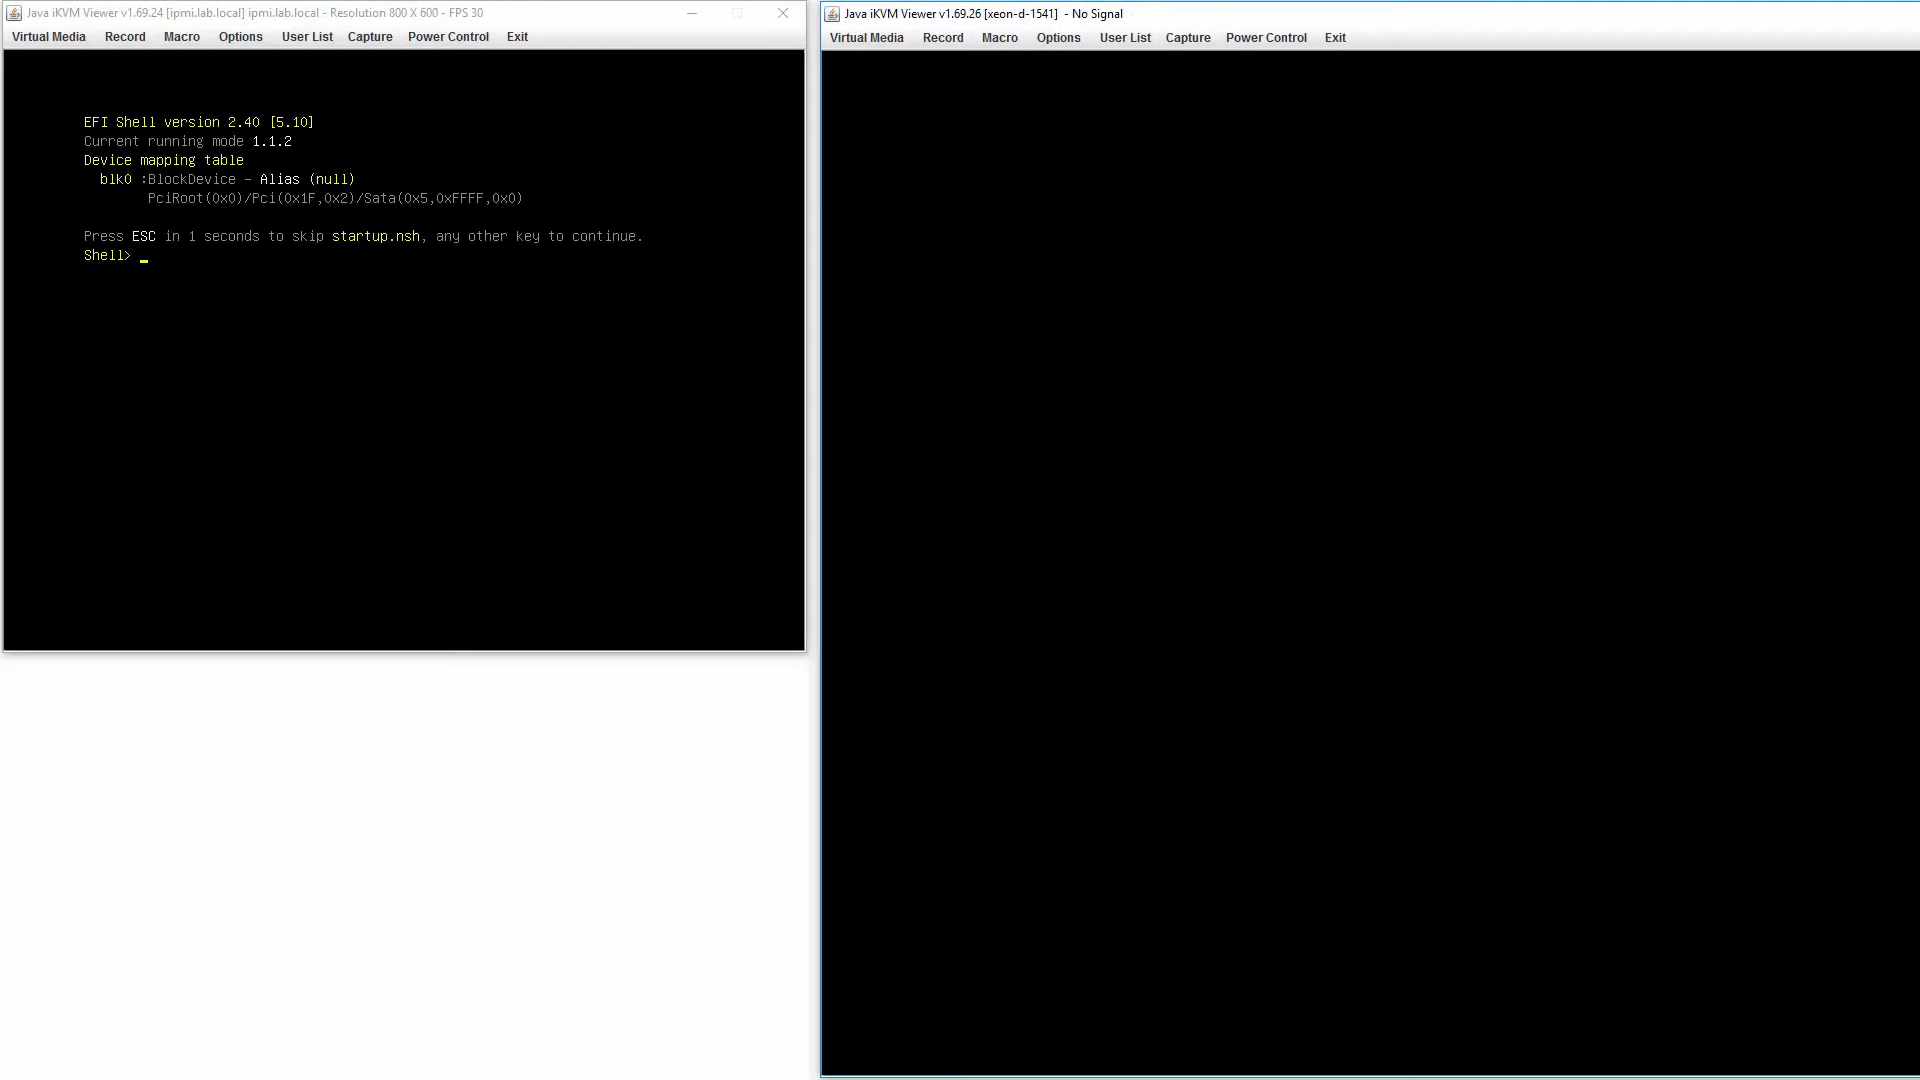 Java iKVM Viewer v1.69.24 [ipmi.lab.local] ipmi.lab.local - Resolution 800 X 600 - FPS 30
Virtual Media Record Macro Options User List Capture Power Control Exit
EFI Shell version 2.40 [5.10]
Current running mode 1.1.2
Device mapping table
blk0 :BlockDevice - Alias (null)
PciRoot(0x0)/Pci(0x1F,0x2)/Sata(0x5,0xFFFF,0x0)
Press ESC in 1 seconds to skip startup.nsh, any other key to continue.
Shell> _
Java iKVM Viewer v1.69.26 [xeon-d-1541] - No Signal
Virtual Media Record Macro Options User List Capture Power Control Exit